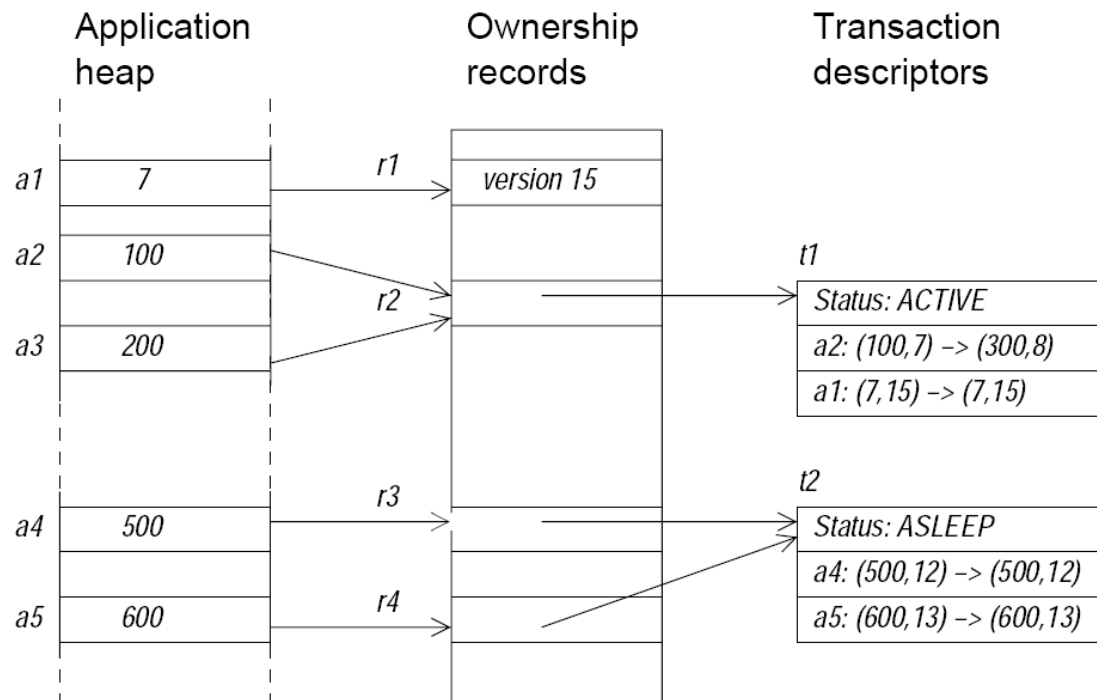 Application
heap
Ownership
records
Transaction
descriptors
a1
7
r1
version 15
a2
100
r2
a3
200
t1
Status: ACTIVE
a2: (100,7) –> (300,8)
a1: (7,15) –> (7,15)
a4
500
r3
a5
600
r4
t2
Status: ASLEEP
a4: (500,12) –> (500,12)
a5: (600,13) –> (600,13)